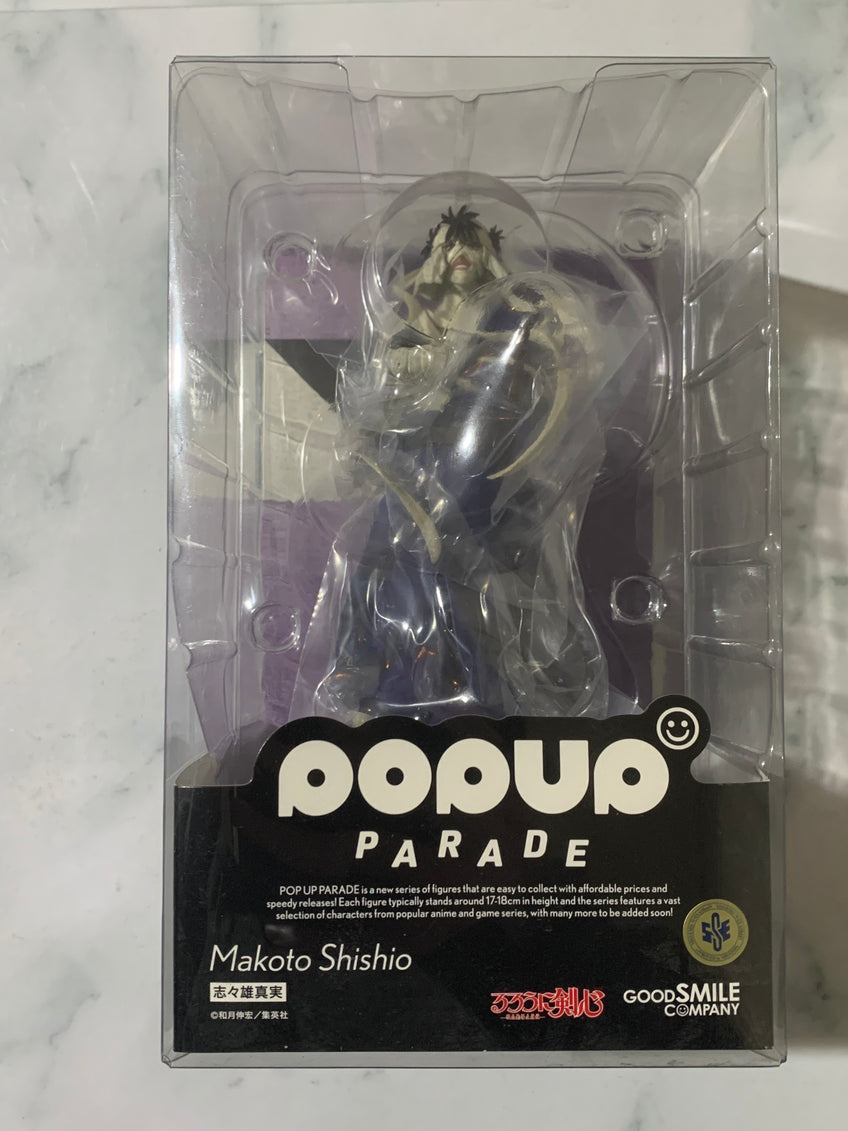 POPUP
PARADE
POP UP PARADE is a new series of figures that are easy to collect with affordable prices and
speedy releases! Each figure typically stands around 17-18cm in height and the series features a vast
selection of characters from popular anime and game series, with many more to be added soon!
Makoto Shishio
志々雄真実
©和月伸宏／集英社
るろうに剣心
GOOD SMILE
COMPANY